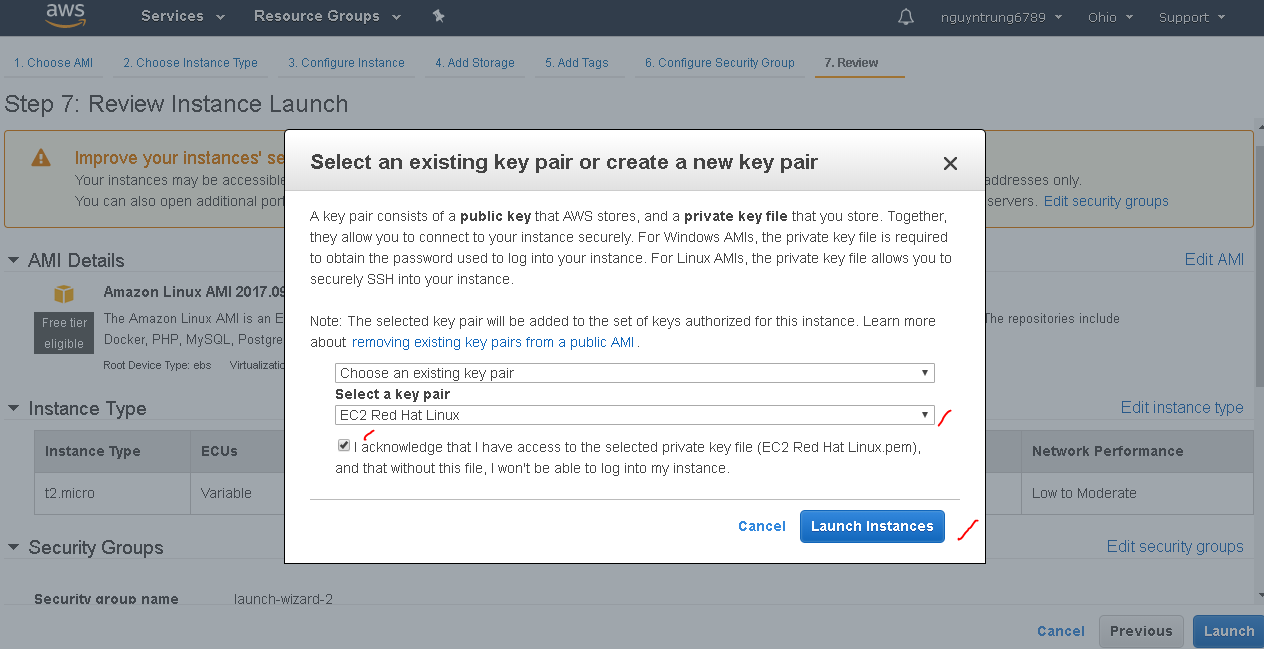 aws Services Resource Groups nguyntrung6789 Ohio Support
1. Choose AMI 2. Choose Instance Type 3. Configure Instance 4. Add Storage 5. Add Tags 6. Configure Security Group 7. Review
Step 7: Review Instance Launch
Improve your instances' se
Your instances may be accessible
addresses only.
You can also open additional por
servers. Edit security groups
AMI Details
Edit AMI
Amazon Linux AMI 2017.09
Free tier eligible
The Amazon Linux AMI is an E
The repositories include
Docker, PHP, MySQL, Postgre
Root Device Type: ebs Virtualizatio
Instance Type
Edit instance type
Instance Type ECUs
Network Performance
t2.micro Variable
Low to Moderate
Security Groups
Edit security groups
Security group name launch-wizard-2
Select an existing key pair or create a new key pair
A key pair consists of a public key that AWS stores, and a private key file that you store. Together,
they allow you to connect to your instance securely. For Windows AMIs, the private key file is required
to obtain the password used to log into your instance. For Linux AMIs, the private key file allows you to
securely SSH into your instance.
Note: The selected key pair will be added to the set of keys authorized for this instance. Learn more
about removing existing key pairs from a public AMI.
Choose an existing key pair
Select a key pair
EC2 Red Hat Linux
I acknowledge that I have access to the selected private key file (EC2 Red Hat Linux.pem),
and that without this file, I won't be able to log into my instance.
Cancel Launch Instances
Cancel Previous Launch